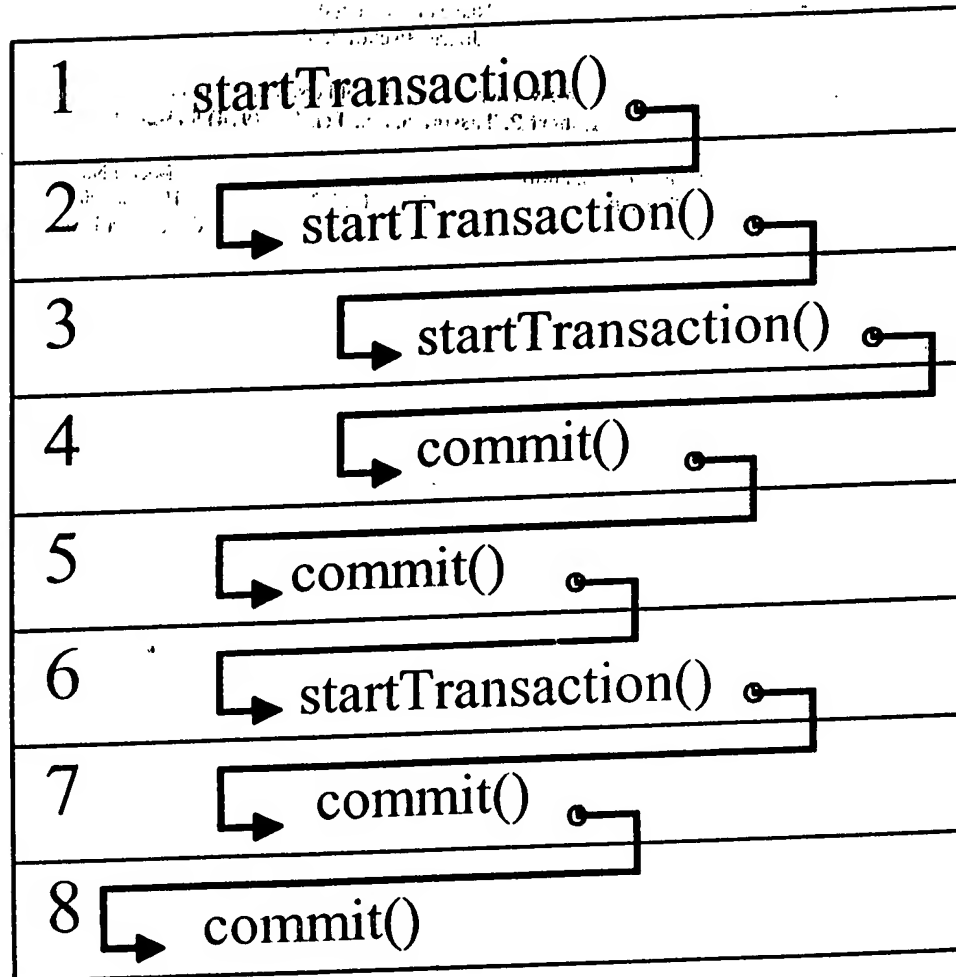 1 startTransaction()
2 startTransaction()
3 startTransaction()
4 commit()
5 commit()
6 startTransaction()
7 commit()
8 commit()